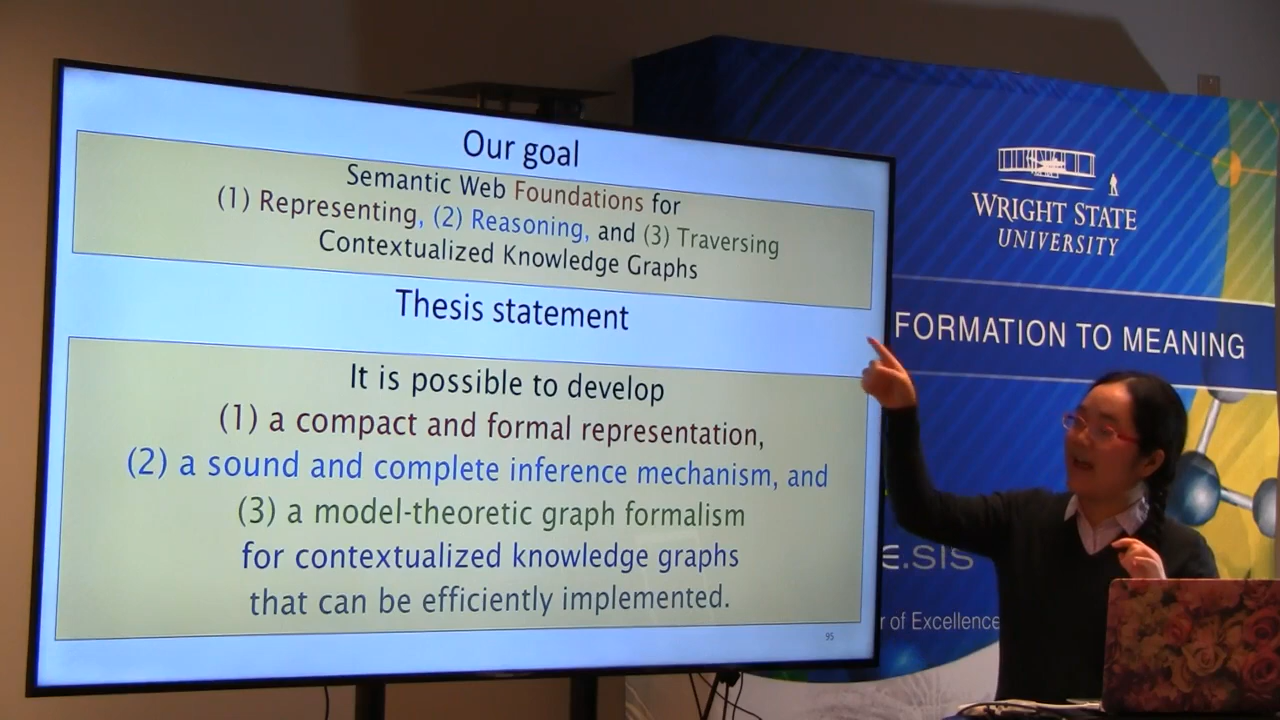 Our goal
Semantic Web Foundations for
(1) Representing, (2) Reasoning, and (3) Traversing
Contextualized Knowledge Graphs
Thesis statement
It is possible to develop
(1) a compact and formal representation,
(2) a sound and complete inference mechanism, and
(3) a model-theoretic graph formalism
for contextualized knowledge graphs
that can be efficiently implemented.
95
WRIGHT STATE
UNIVERSITY
FORMATION TO MEANING
E.SIS
r of Excellence